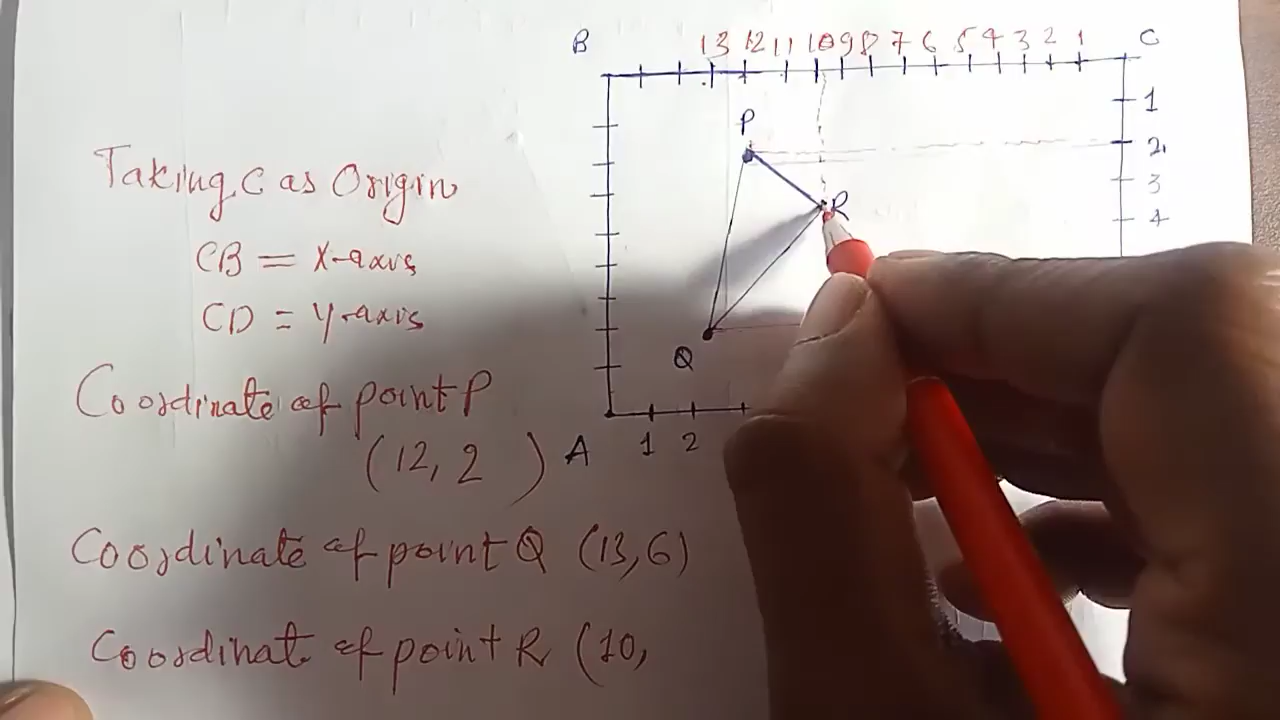 B 13 12 11 10 9 8 7 6 5 4 3 2 1 C
1
P
2
3
R
4
Taking C as Origin
CB = X-axis
CD = Y-axis
Q
Coordinate of point P
(12, 2 )
A 1 2
Coordinate of point Q (13,6)
Coordinat of point R (10,